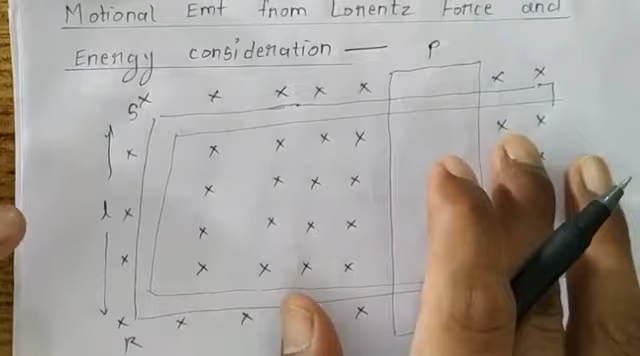 Motional Emf from Lorentz Force and
Energy consideration —
P
S
l
R